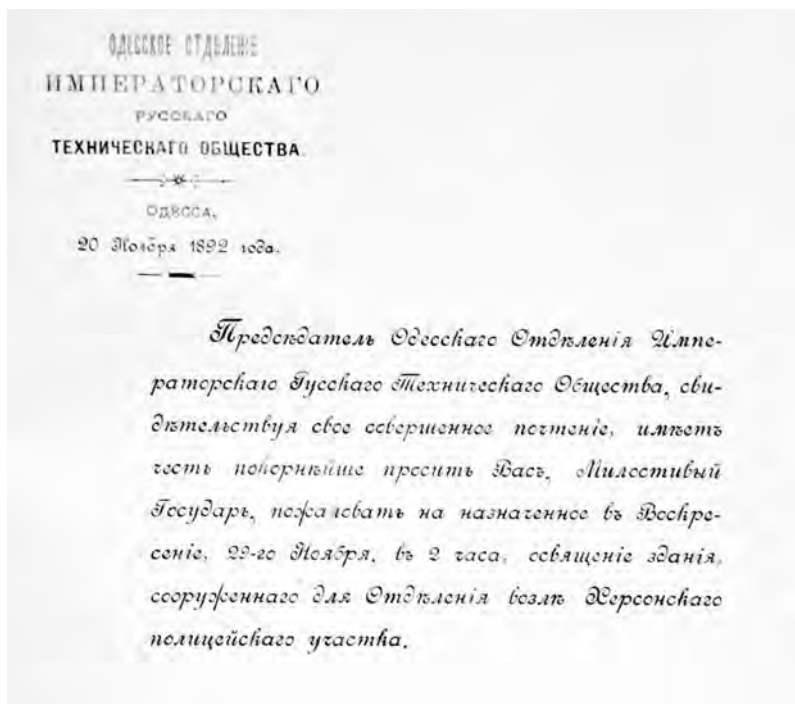 ОДЕССКОЕ ОТДѢЛЕНІЕ
ИМПЕРАТОРСКАГО
РУССКАГО
ТЕХНИЧЕСКАГО ОБЩЕСТВА.
ОДЕССА,
20 Ноября 1892 года.
Предсѣдатель Одесскаго Отдѣленія Импе-
раторскаго Русскаго Техническаго Общества, сви-
дѣтельствуя свое совершенное почтеніе, имѣетъ
честь покорнѣйше просить Васъ, Милостивый
Государь, пожаловать на назначенное въ Воскре-
сеніе, 29-го Ноября, въ 2 часа, освященіе зданія,
сооруженнаго для Отдѣленія возлѣ Херсонскаго
полицейскаго участка.